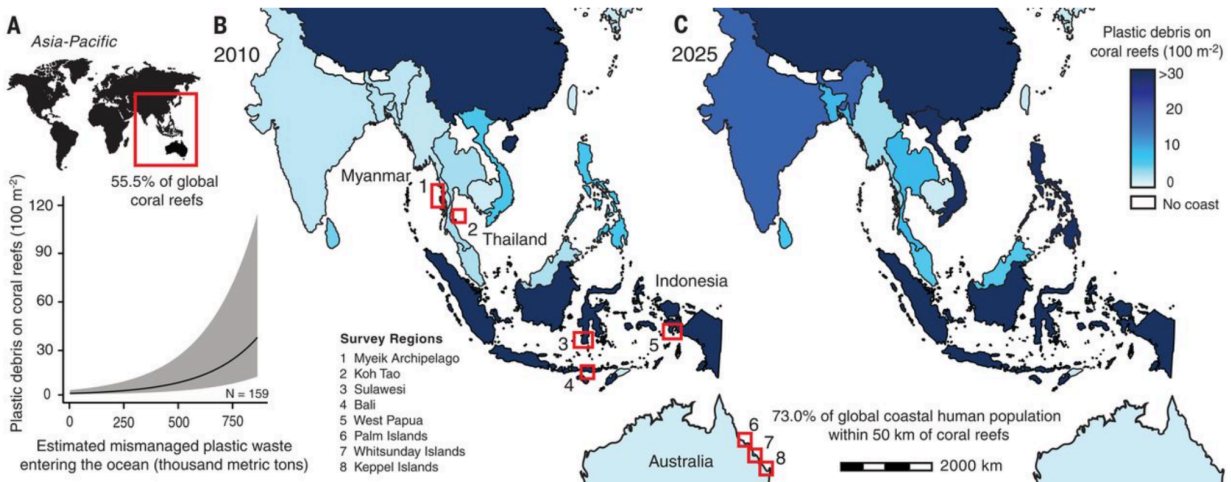 A
Asia-Pacific
55.5% of global
coral reefs
Plastic debris on coral reefs (100 m-2)
120
90
60
30
0
N = 159
0
250
500
750
Estimated mismanaged plastic waste
entering the ocean (thousand metric tons)
B
2010
Myanmar
1
2
Thailand
Indonesia
3
4
5
Survey Regions
1 Myeik Archipelago
2 Koh Tao
3 Sulawesi
4 Bali
5 West Papua
6 Palm Islands
7 Whitsunday Islands
8 Keppel Islands
Australia
6
7
8
C
2025
Plastic debris on
coral reefs (100 m-2)
>30
20
10
0
No coast
73.0% of global coastal human population
within 50 km of coral reefs
2000 km